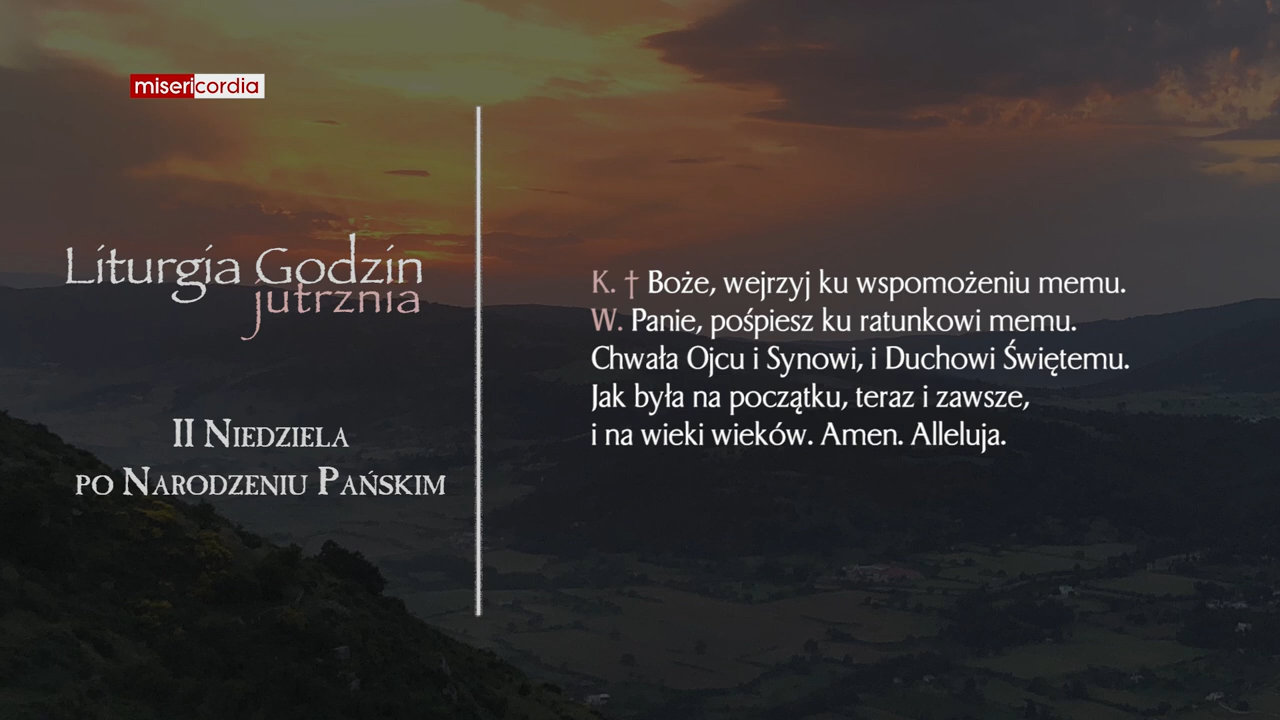 misericordia
Liturgia Godzin
jutrznia
II Niedziela
po Narodzeniu Pańskim
K. † Boże, wejrzyj ku wspomożeniu memu.
W. Panie, pośpiesz ku ratunkowi memu.
Chwała Ojcu i Synowi, i Duchowi Świętemu.
Jak była na początku, teraz i zawsze,
i na wieki wieków. Amen. Alleluja.